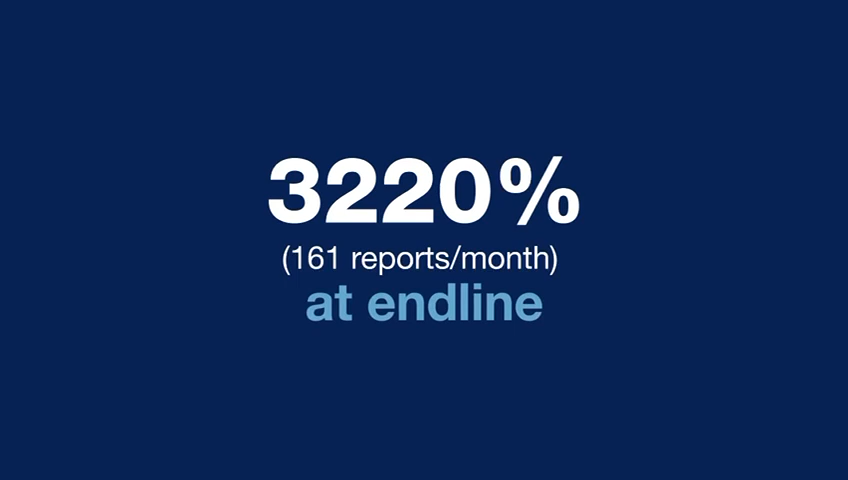 3220%
(161 reports/month)
at endline